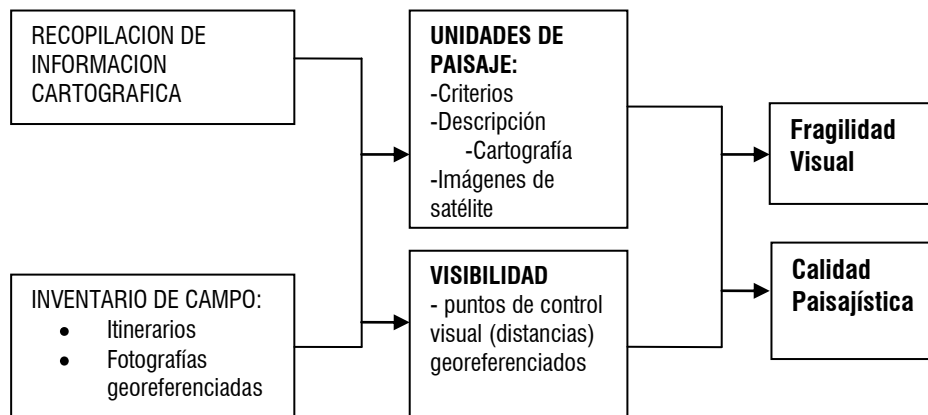 RECOPILACION DE
INFORMACION
CARTOGRAFICA
UNIDADES DE
PAISAJE:
-Criterios
-Descripción
-Cartografía
-Imágenes de
satélite
Fragilidad
Visual
INVENTARIO DE CAMPO:
• Itinerarios
• Fotografías
georeferenciadas
VISIBILIDAD
- puntos de control
visual (distancias)
georeferenciados
Calidad
Paisajística